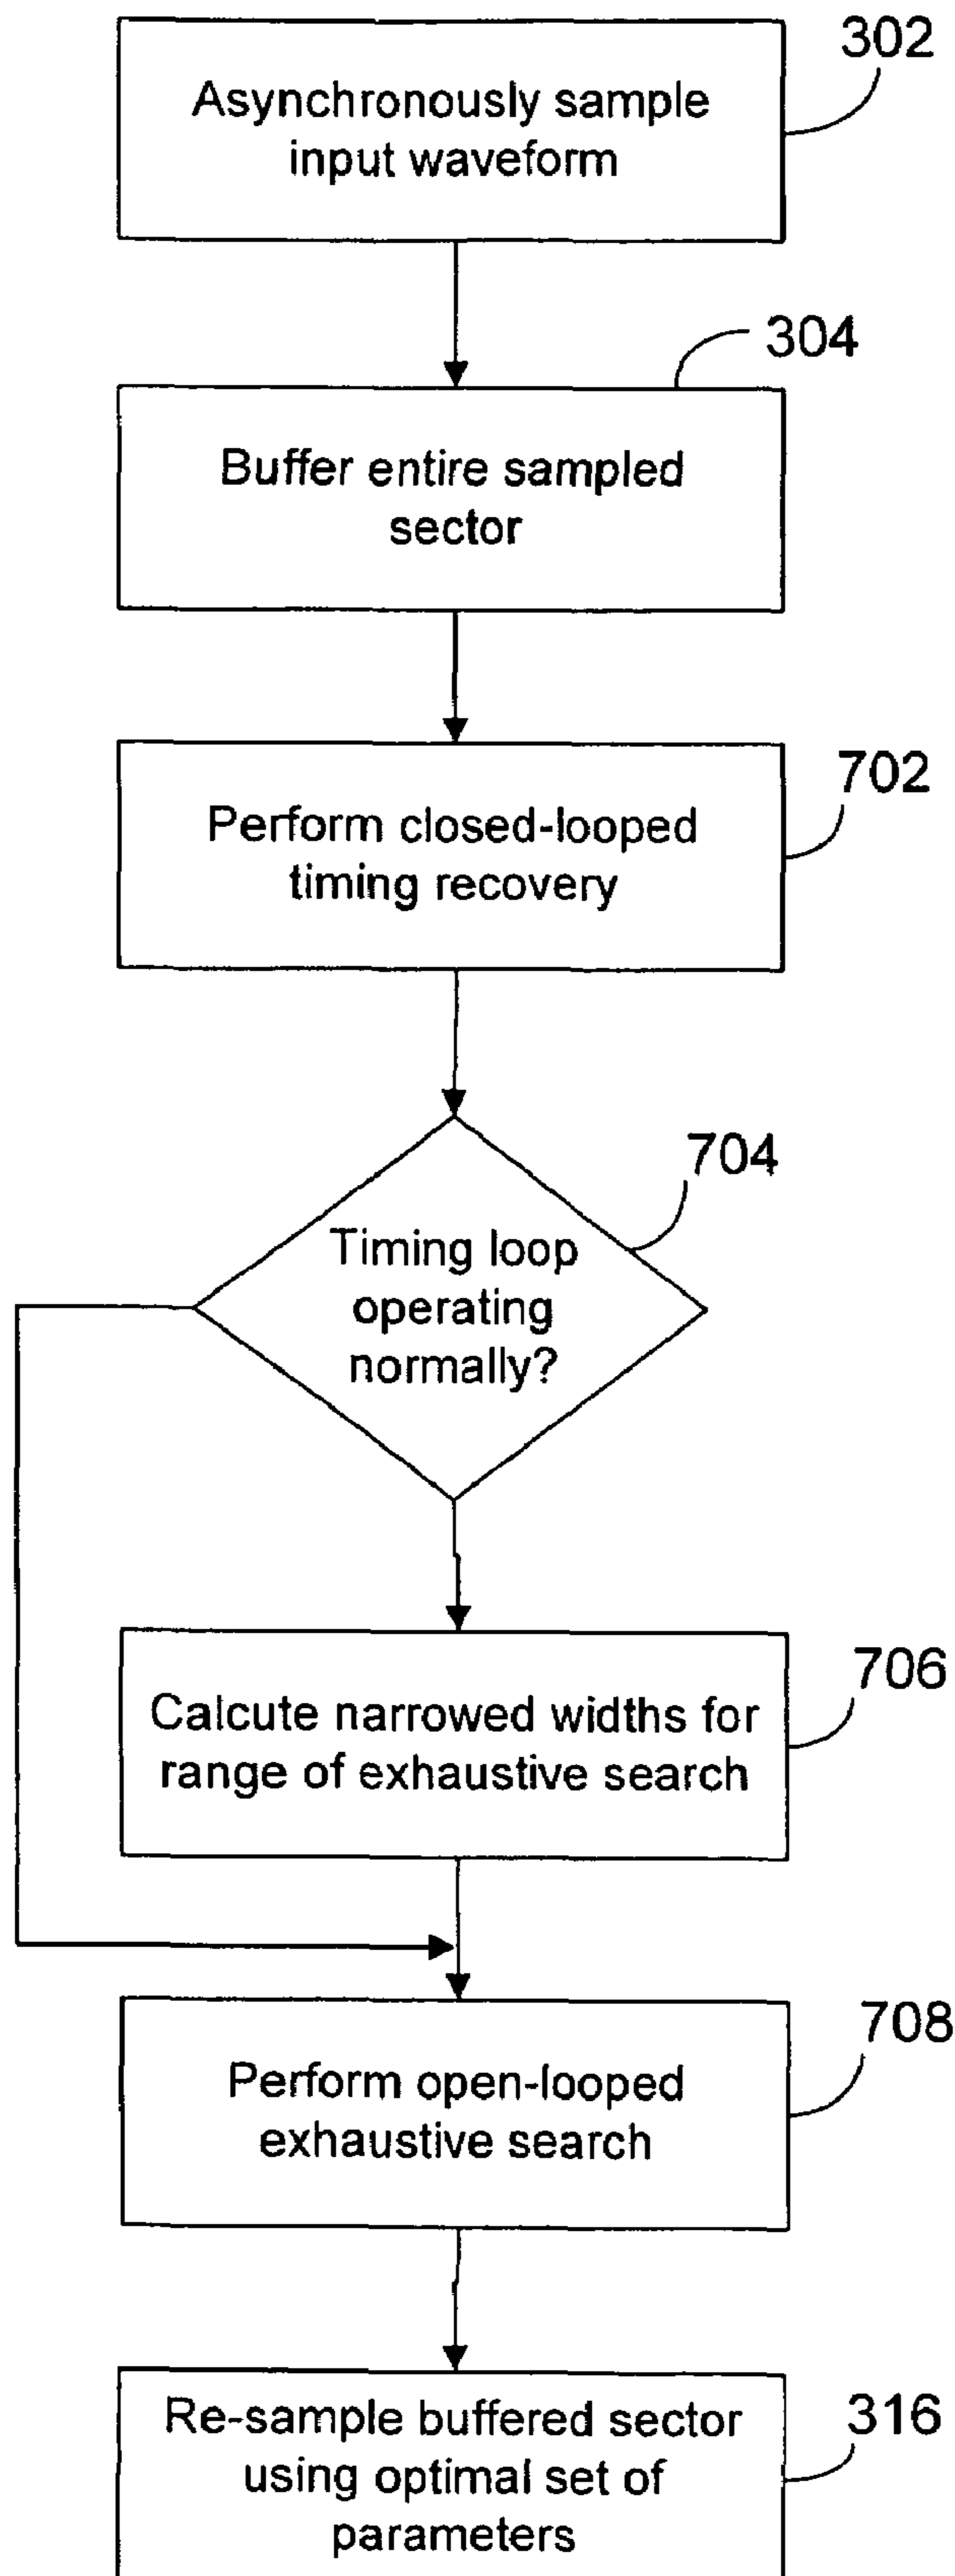 302
Asynchronously sample
input waveform
304
Buffer entire sampled
sector
702
Perform closed-looped
timing recovery
704
Timing loop
operating
normally?
706
Calcute narrowed widths for
range of exhaustive search
708
Perform open-looped
exhaustive search
316
Re-sample buffered sector
using optimal set of
parameters